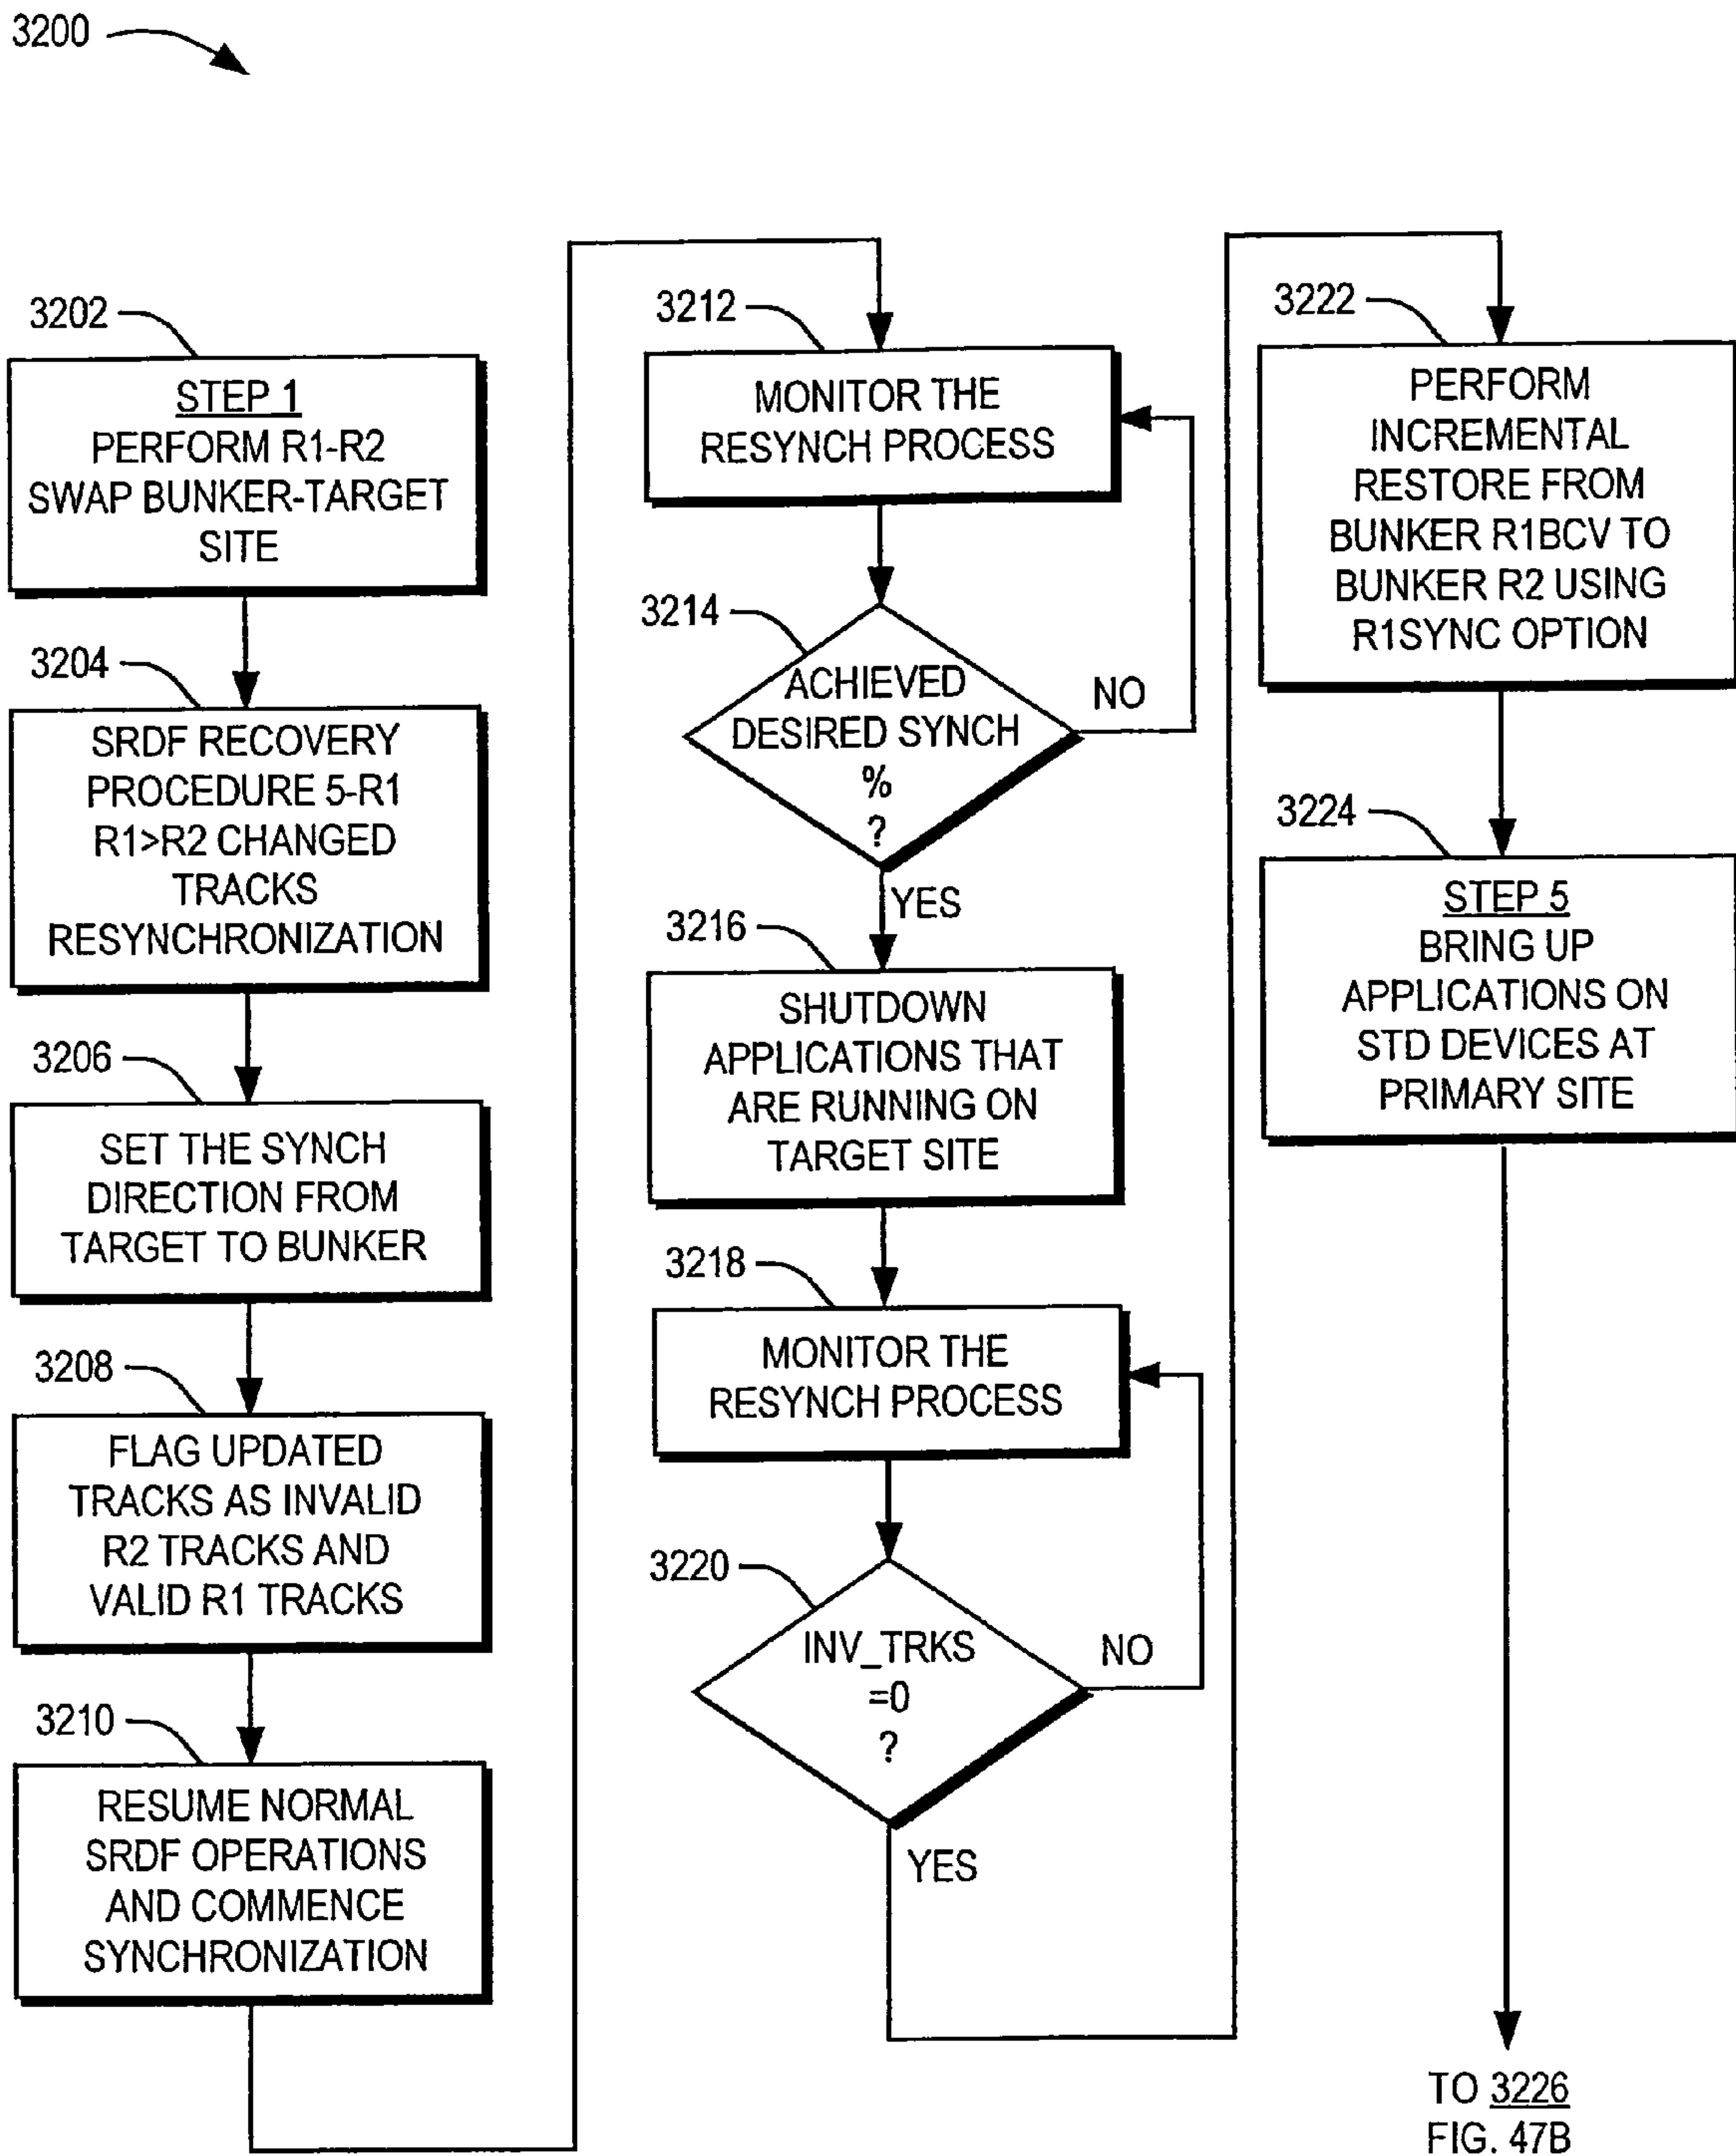 3200
3202
STEP 1
PERFORM R1-R2
SWAP BUNKER-TARGET
SITE
3204
SRDF RECOVERY
PROCEDURE 5-R1
R1>R2 CHANGED
TRACKS
RESYNCHRONIZATION
3206
SET THE SYNCH
DIRECTION FROM
TARGET TO BUNKER
3208
FLAG UPDATED
TRACKS AS INVALID
R2 TRACKS AND
VALID R1 TRACKS
3210
RESUME NORMAL
SRDF OPERATIONS
AND COMMENCE
SYNCHRONIZATION
3212
MONITOR THE
RESYNCH PROCESS
3214
ACHIEVED
DESIRED SYNCH
%
?
NO
YES
3216
SHUTDOWN
APPLICATIONS THAT
ARE RUNNING ON
TARGET SITE
3218
MONITOR THE
RESYNCH PROCESS
3220
INV_TRKS
=0
?
NO
YES
3222
PERFORM
INCREMENTAL
RESTORE FROM
BUNKER R1BCV TO
BUNKER R2 USING
R1SYNC OPTION
3224
STEP 5
BRING UP
APPLICATIONS ON
STD DEVICES AT
PRIMARY SITE
TO 3226
FIG. 47B